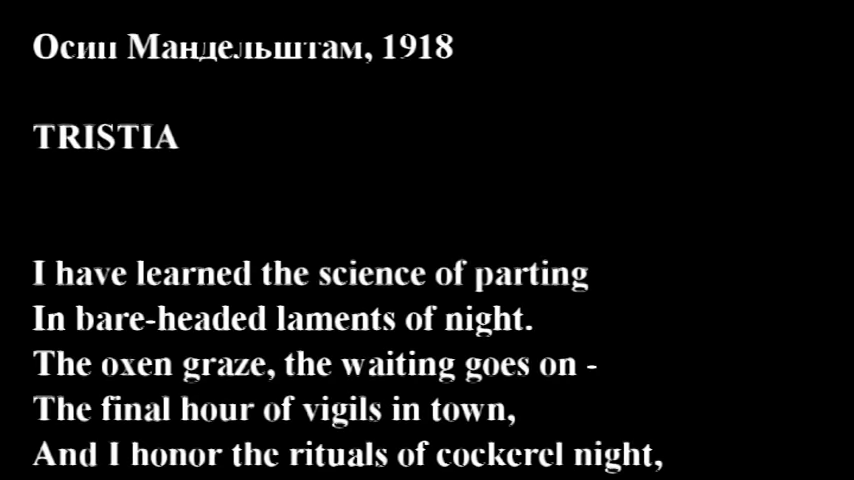 Осип Мандельштам, 1918
TRISTIA
I have learned the science of parting
In bare-headed laments of night.
The oxen graze, the waiting goes on -
The final hour of vigils in town,
And I honor the rituals of cockerel night,